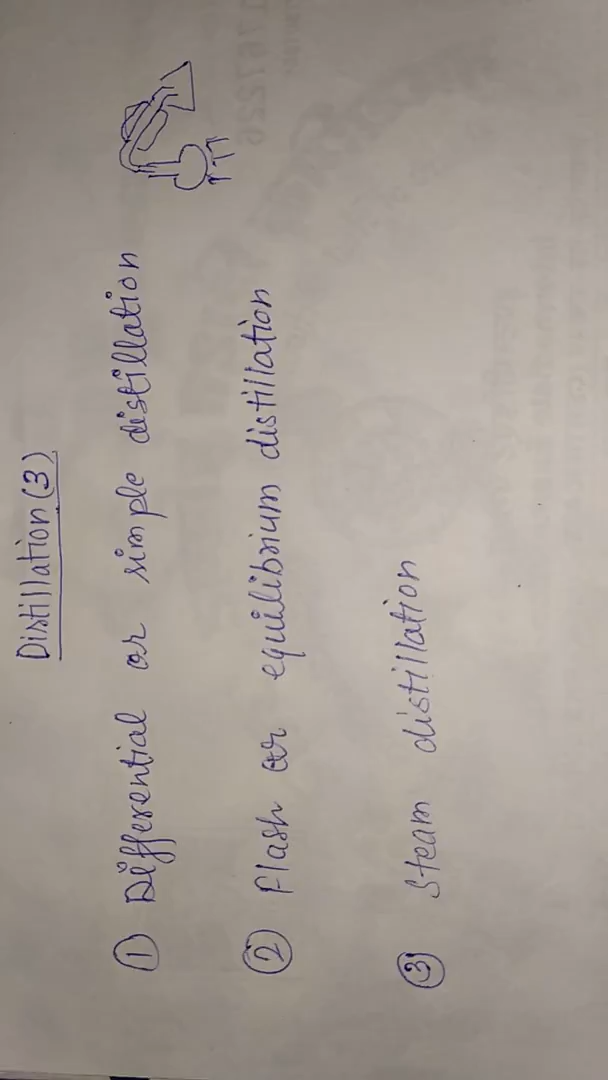 Distillation (3)
① Differential or simple distillation
② Flash or equilibrium distillation
③ Steam distillation